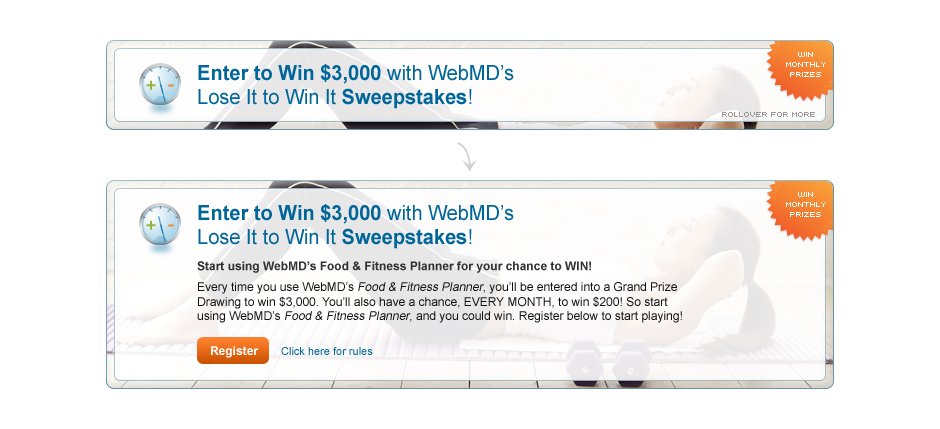 Enter to Win $3,000 with WebMD's
Lose It to Win It Sweepstakes!
WIN
MONTHLY
PRIZES
ROLLOVER FOR MORE
Enter to Win $3,000 with WebMD's
Lose It to Win It Sweepstakes!
WIN
MONTHLY
PRIZES
Start using WebMD's Food & Fitness Planner for your chance to WIN!
Every time you use WebMD's Food & Fitness Planner, you'll be entered into a Grand Prize
Drawing to win $3,000. You'll also have a chance, EVERY MONTH, to win $200! So start
using WebMD's Food & Fitness Planner, and you could win. Register below to start playing!
Register
Click here for rules